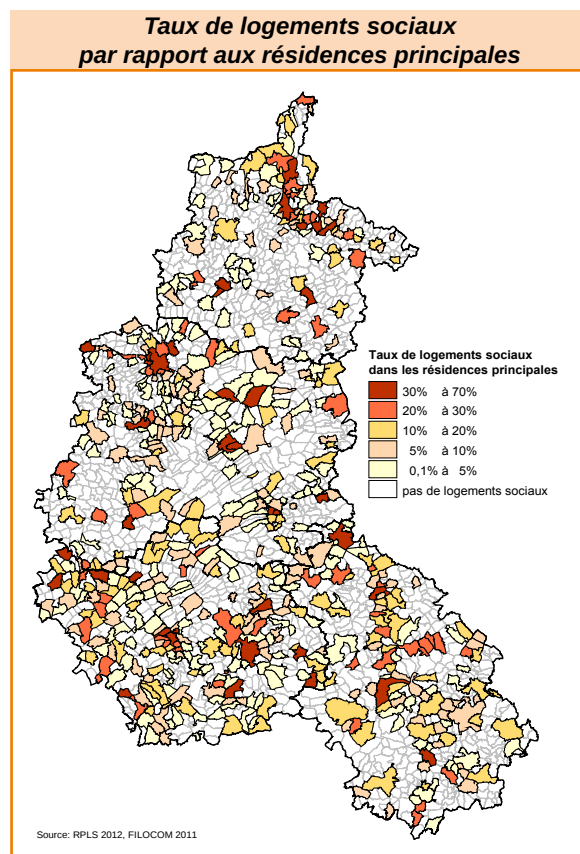 Taux de logements sociaux
par rapport aux résidences principales
Taux de logements sociaux
dans les résidences principales
30% à 70%
20% à 30%
10% à 20%
5% à 10%
0,1% à 5%
pas de logements sociaux
Source: RPLS 2012, FILOCOM 2011